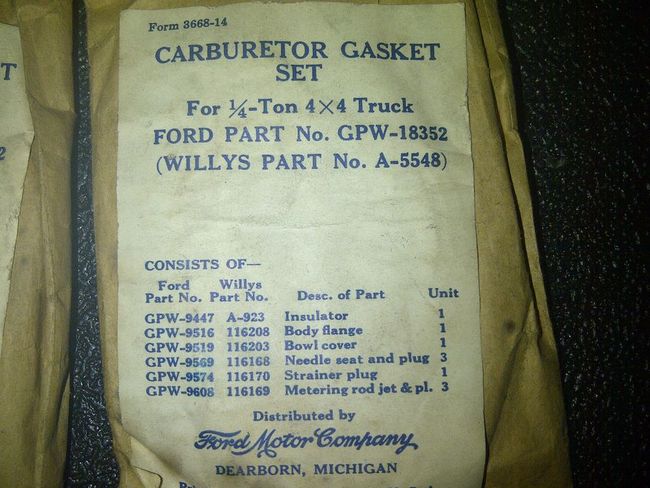 Form 3668-14
CARBURETOR GASKET
SET
For 1/4-Ton 4×4 Truck
FORD PART No. GPW-18352
(WILLYS PART No. A-5548)
CONSISTS OF—
Ford Willys
Part No. Part No. Desc. of Part Unit
GPW-9447 A-923 Insulator 1
GPW-9516 116208 Body flange 1
GPW-9519 116203 Bowl cover 1
GPW-9569 116168 Needle seat and plug 3
GPW-9574 116170 Strainer plug 1
GPW-9608 116169 Metering rod jet & pl. 3
Distributed by
Ford Motor Company
DEARBORN, MICHIGAN
T
2